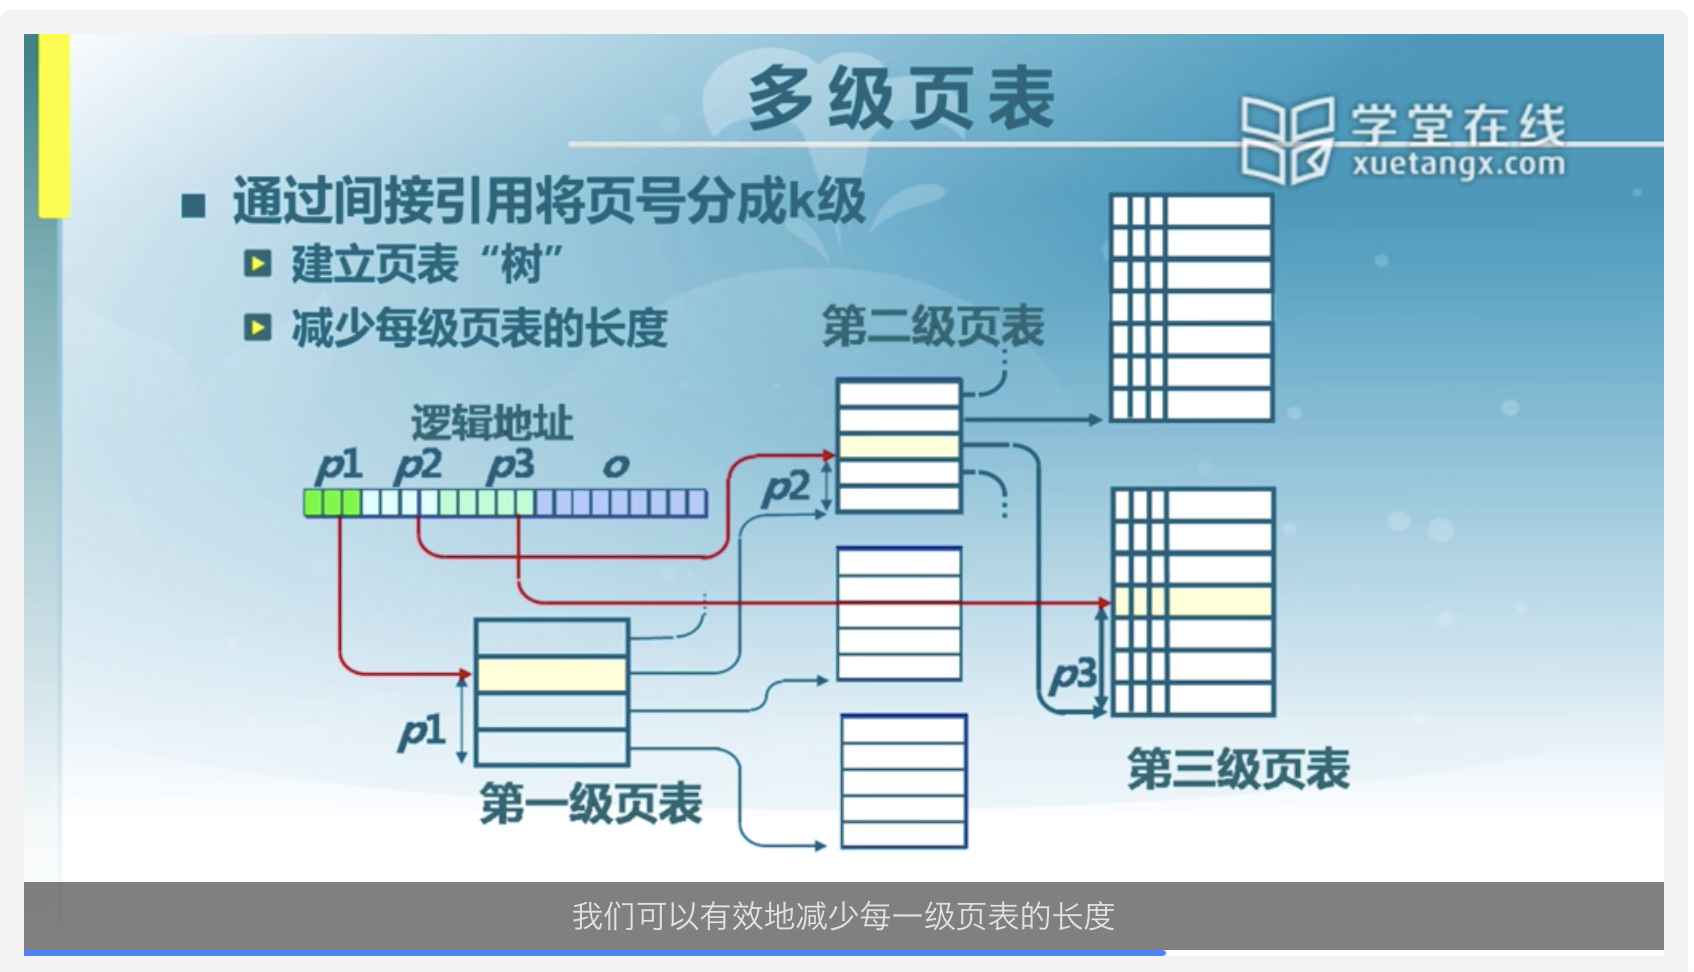 多级页表
学堂在线
xuetangx.com
通过间接引用将页号分成k级
建立页表“树”
减少每级页表的长度
第二级页表
逻辑地址
p1 p2 p3 o
p2
p3
p1
第三级页表
第一级页表
我们可以有效地减少每一级页表的长度